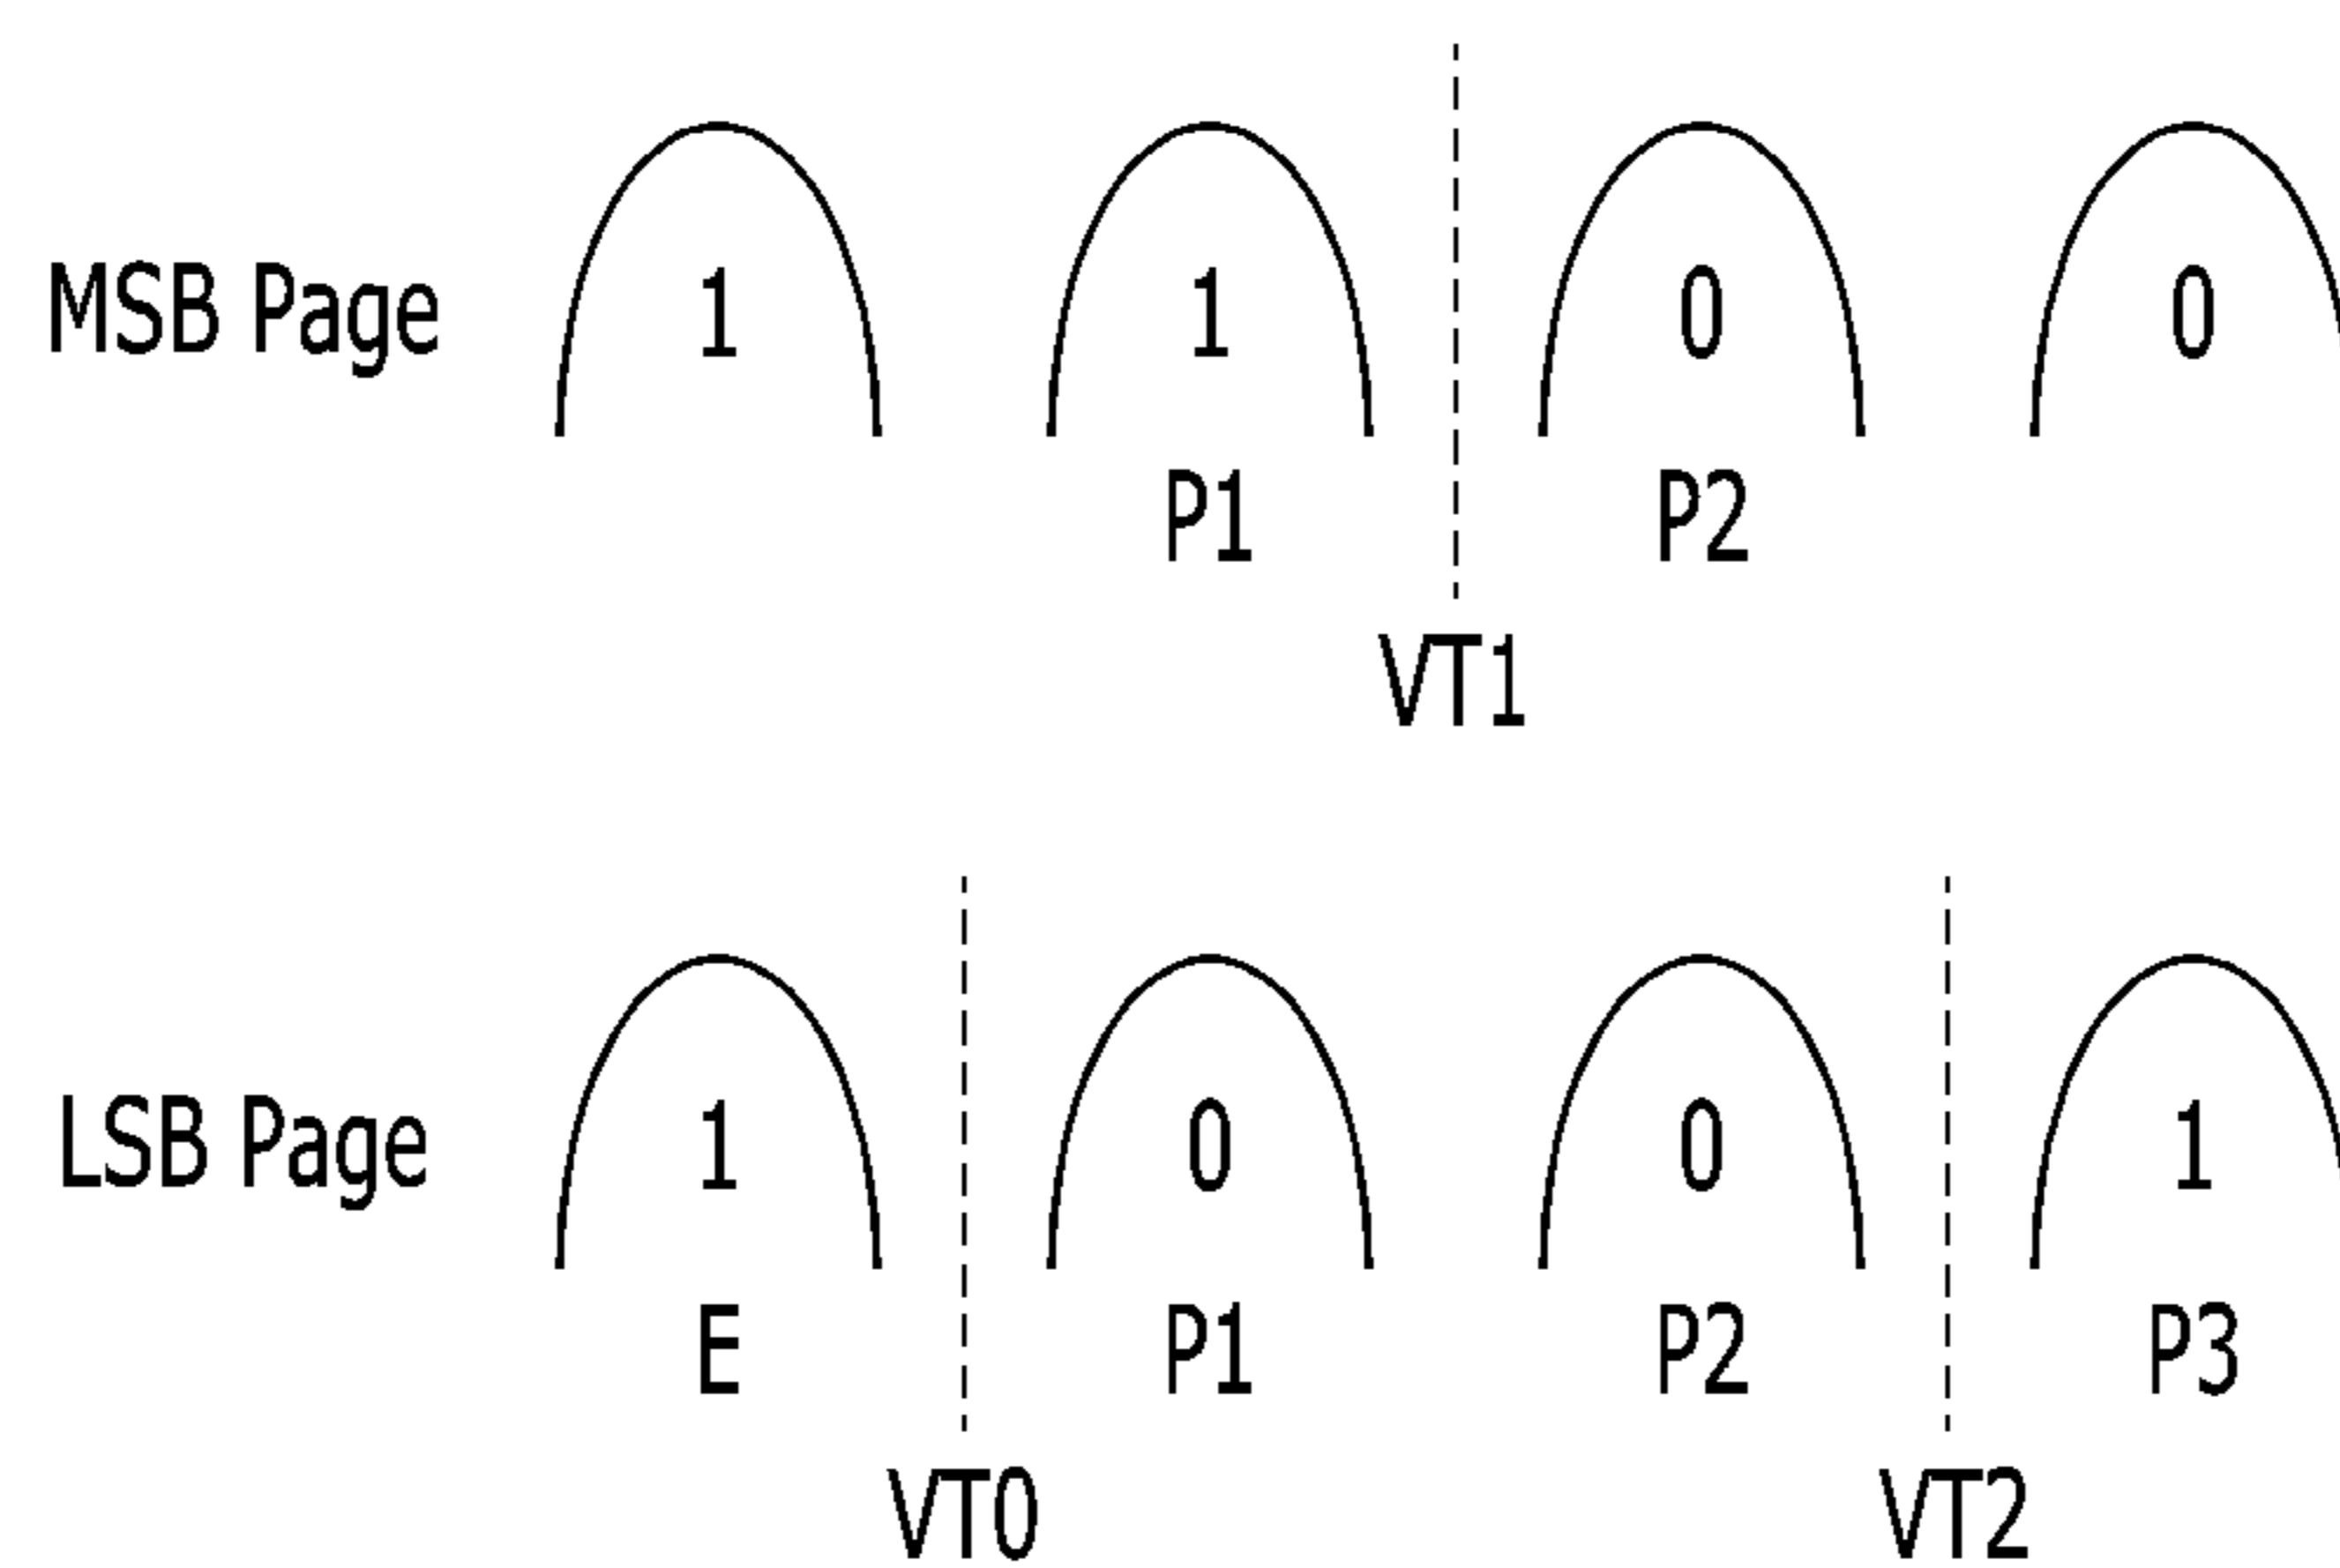 MSB Page 1 1 0 0
P1 P2
VT1
LSB Page 1 0 0 1
E P1 P2 P3
VT0 VT2